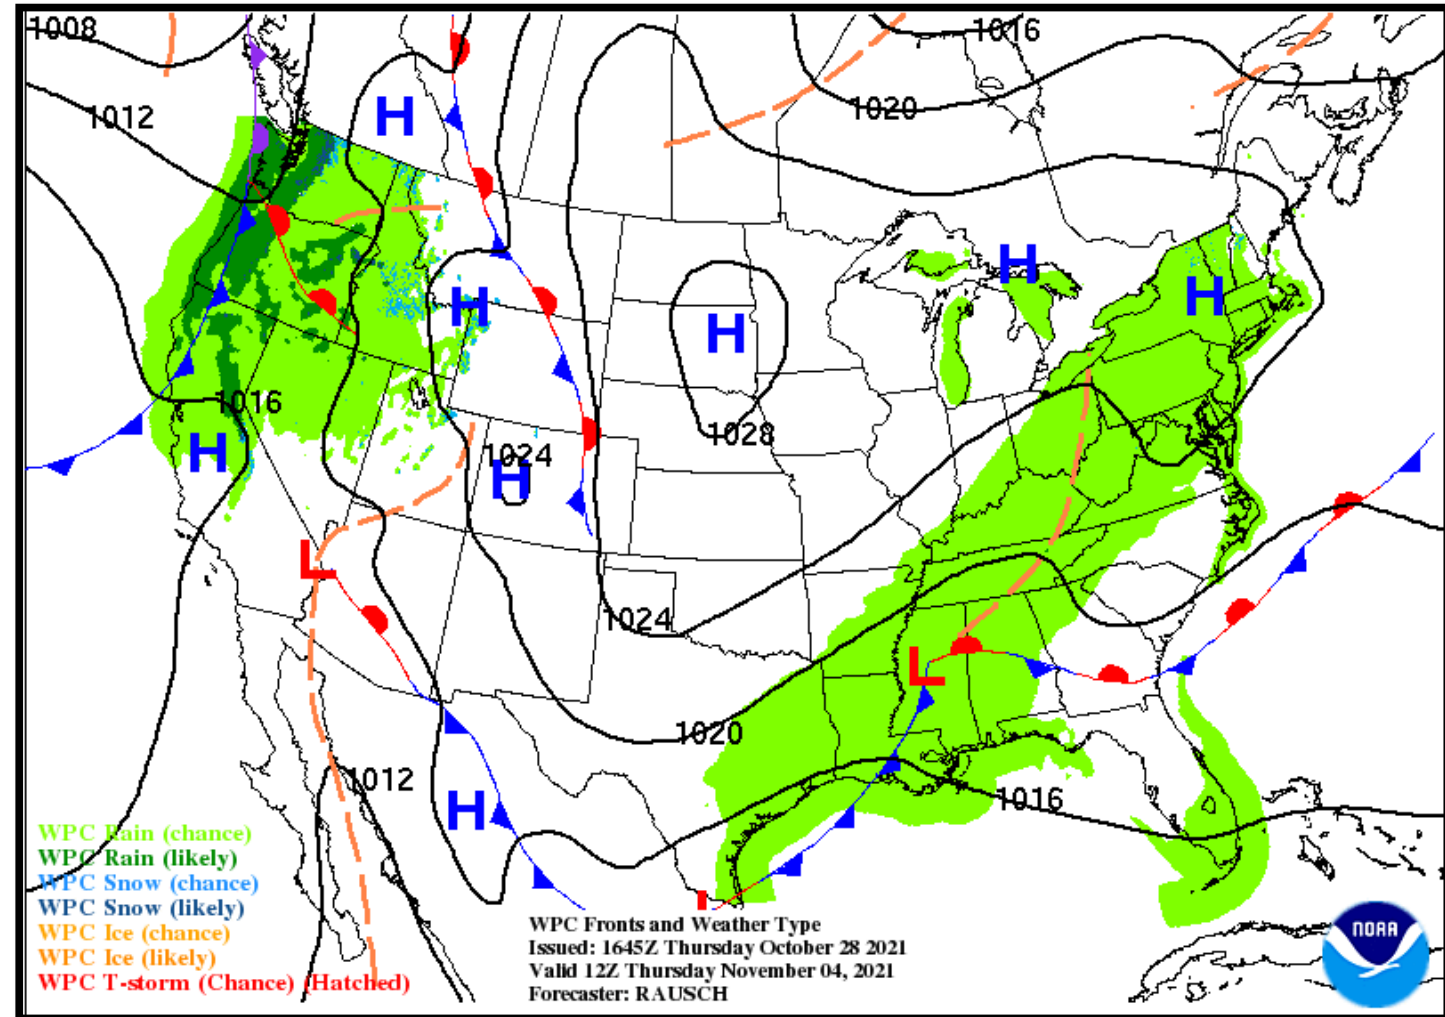 1008
1016
1020
1012
H
H
H
H
H
H
1016
1028
H
1024
H
L
1024
L
1020
1012
H
1016
L
WPC Rain (chance)
WPC Rain (likely)
WPC Snow (chance)
WPC Snow (likely)
WPC Ice (chance)
WPC Ice (likely)
WPC T-storm (Chance) (Hatched)
WPC Fronts and Weather Type
Issued: 1645Z Thursday October 28 2021
Valid 12Z Thursday November 04, 2021
Forecaster: RAUSCH
NOAA